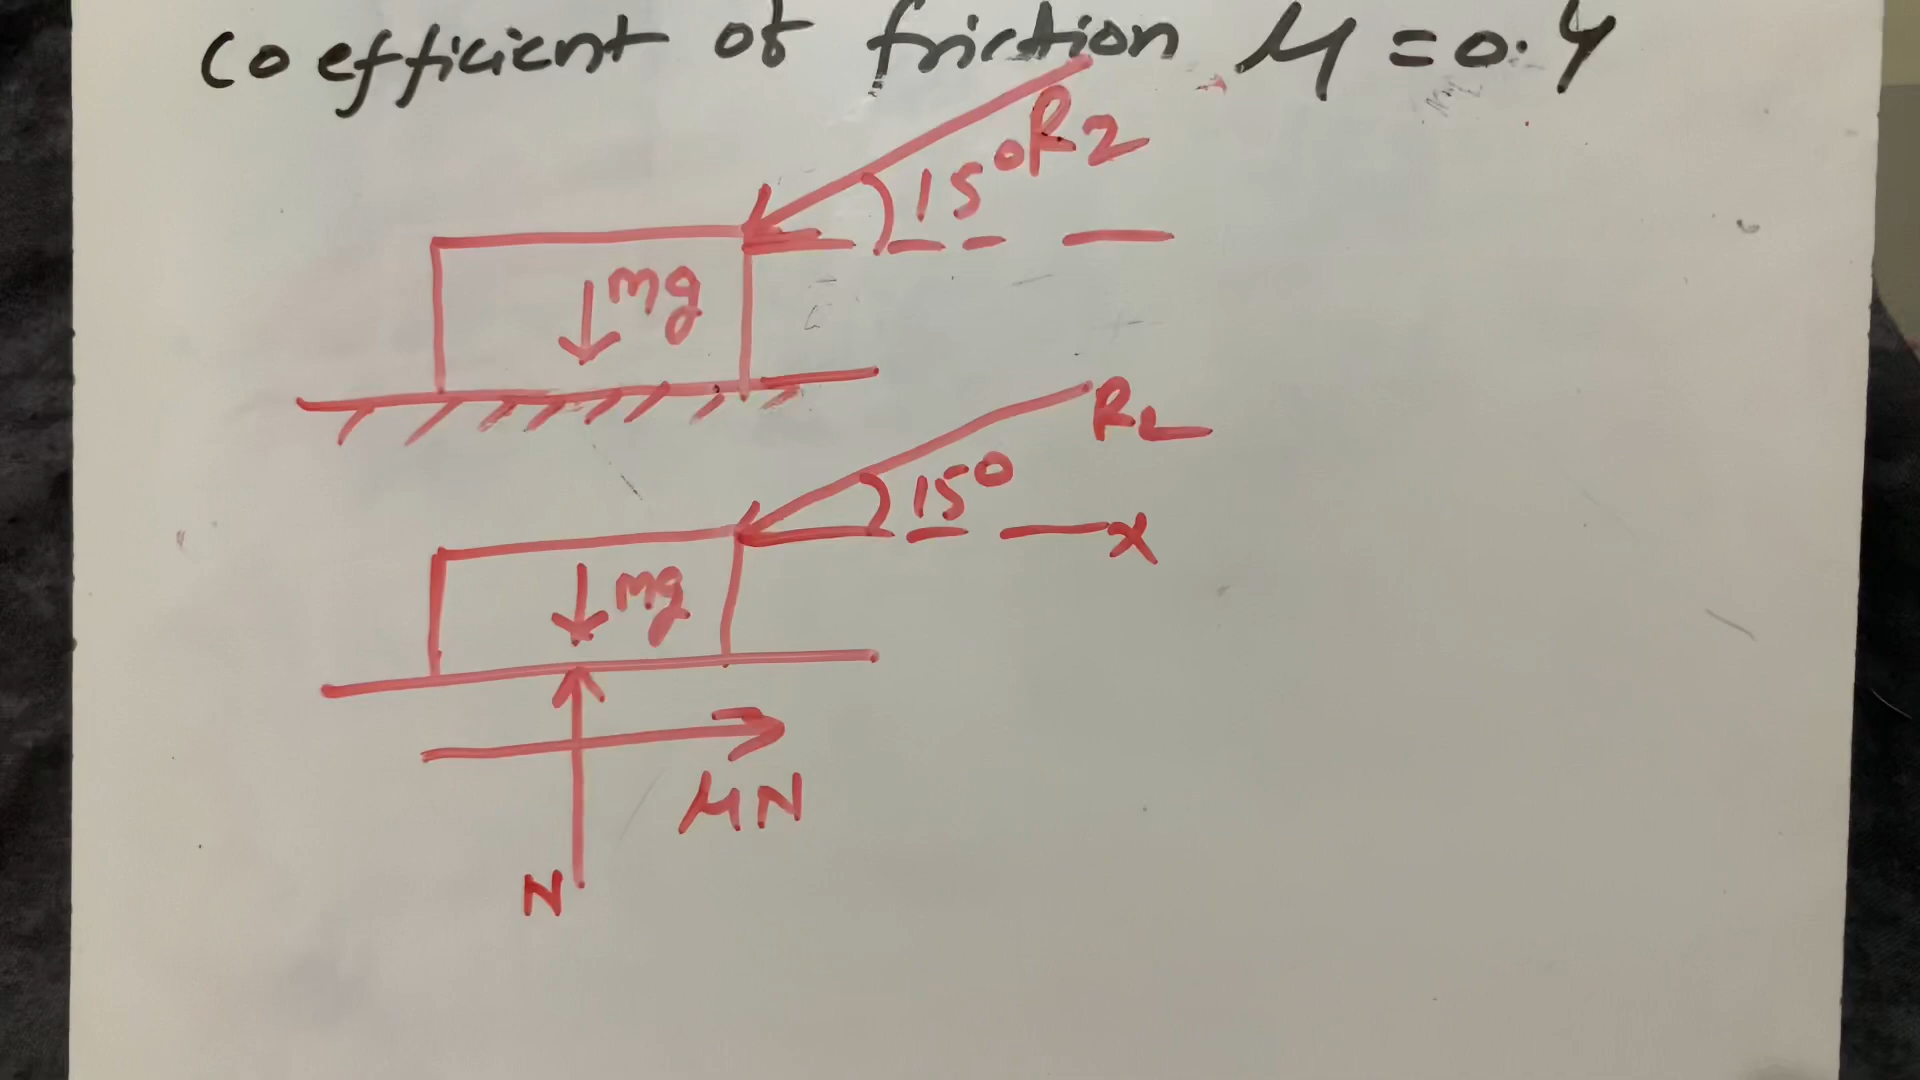 Coefficient of friction μ = 0.4
15° R2
mg
R2
15°
x
mg
μN
N